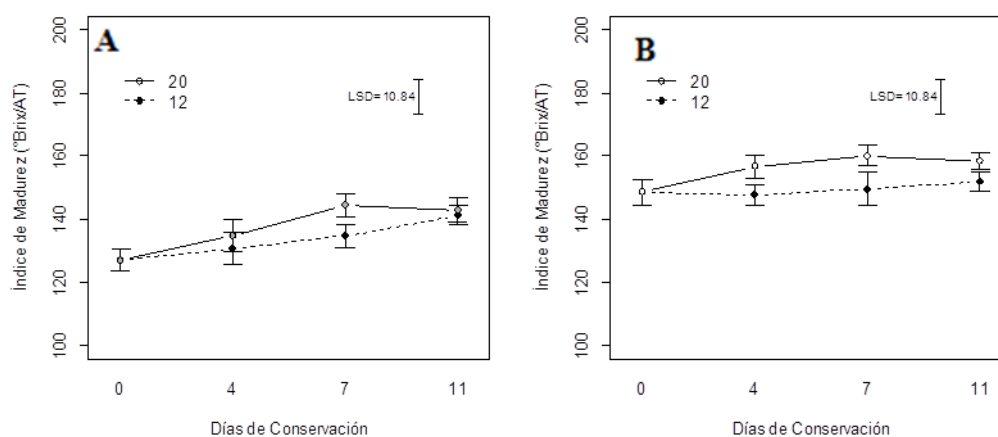 A
20
12
LSD=10.84
Índice de Madurez (ºBrix/AT)
200
180
160
140
120
100
0 4 7 11
Días de Conservación
B
20
12
LSD=10.84
Índice de Madurez (ºBrix/AT)
200
180
160
140
120
100
0 4 7 11
Días de Conservación